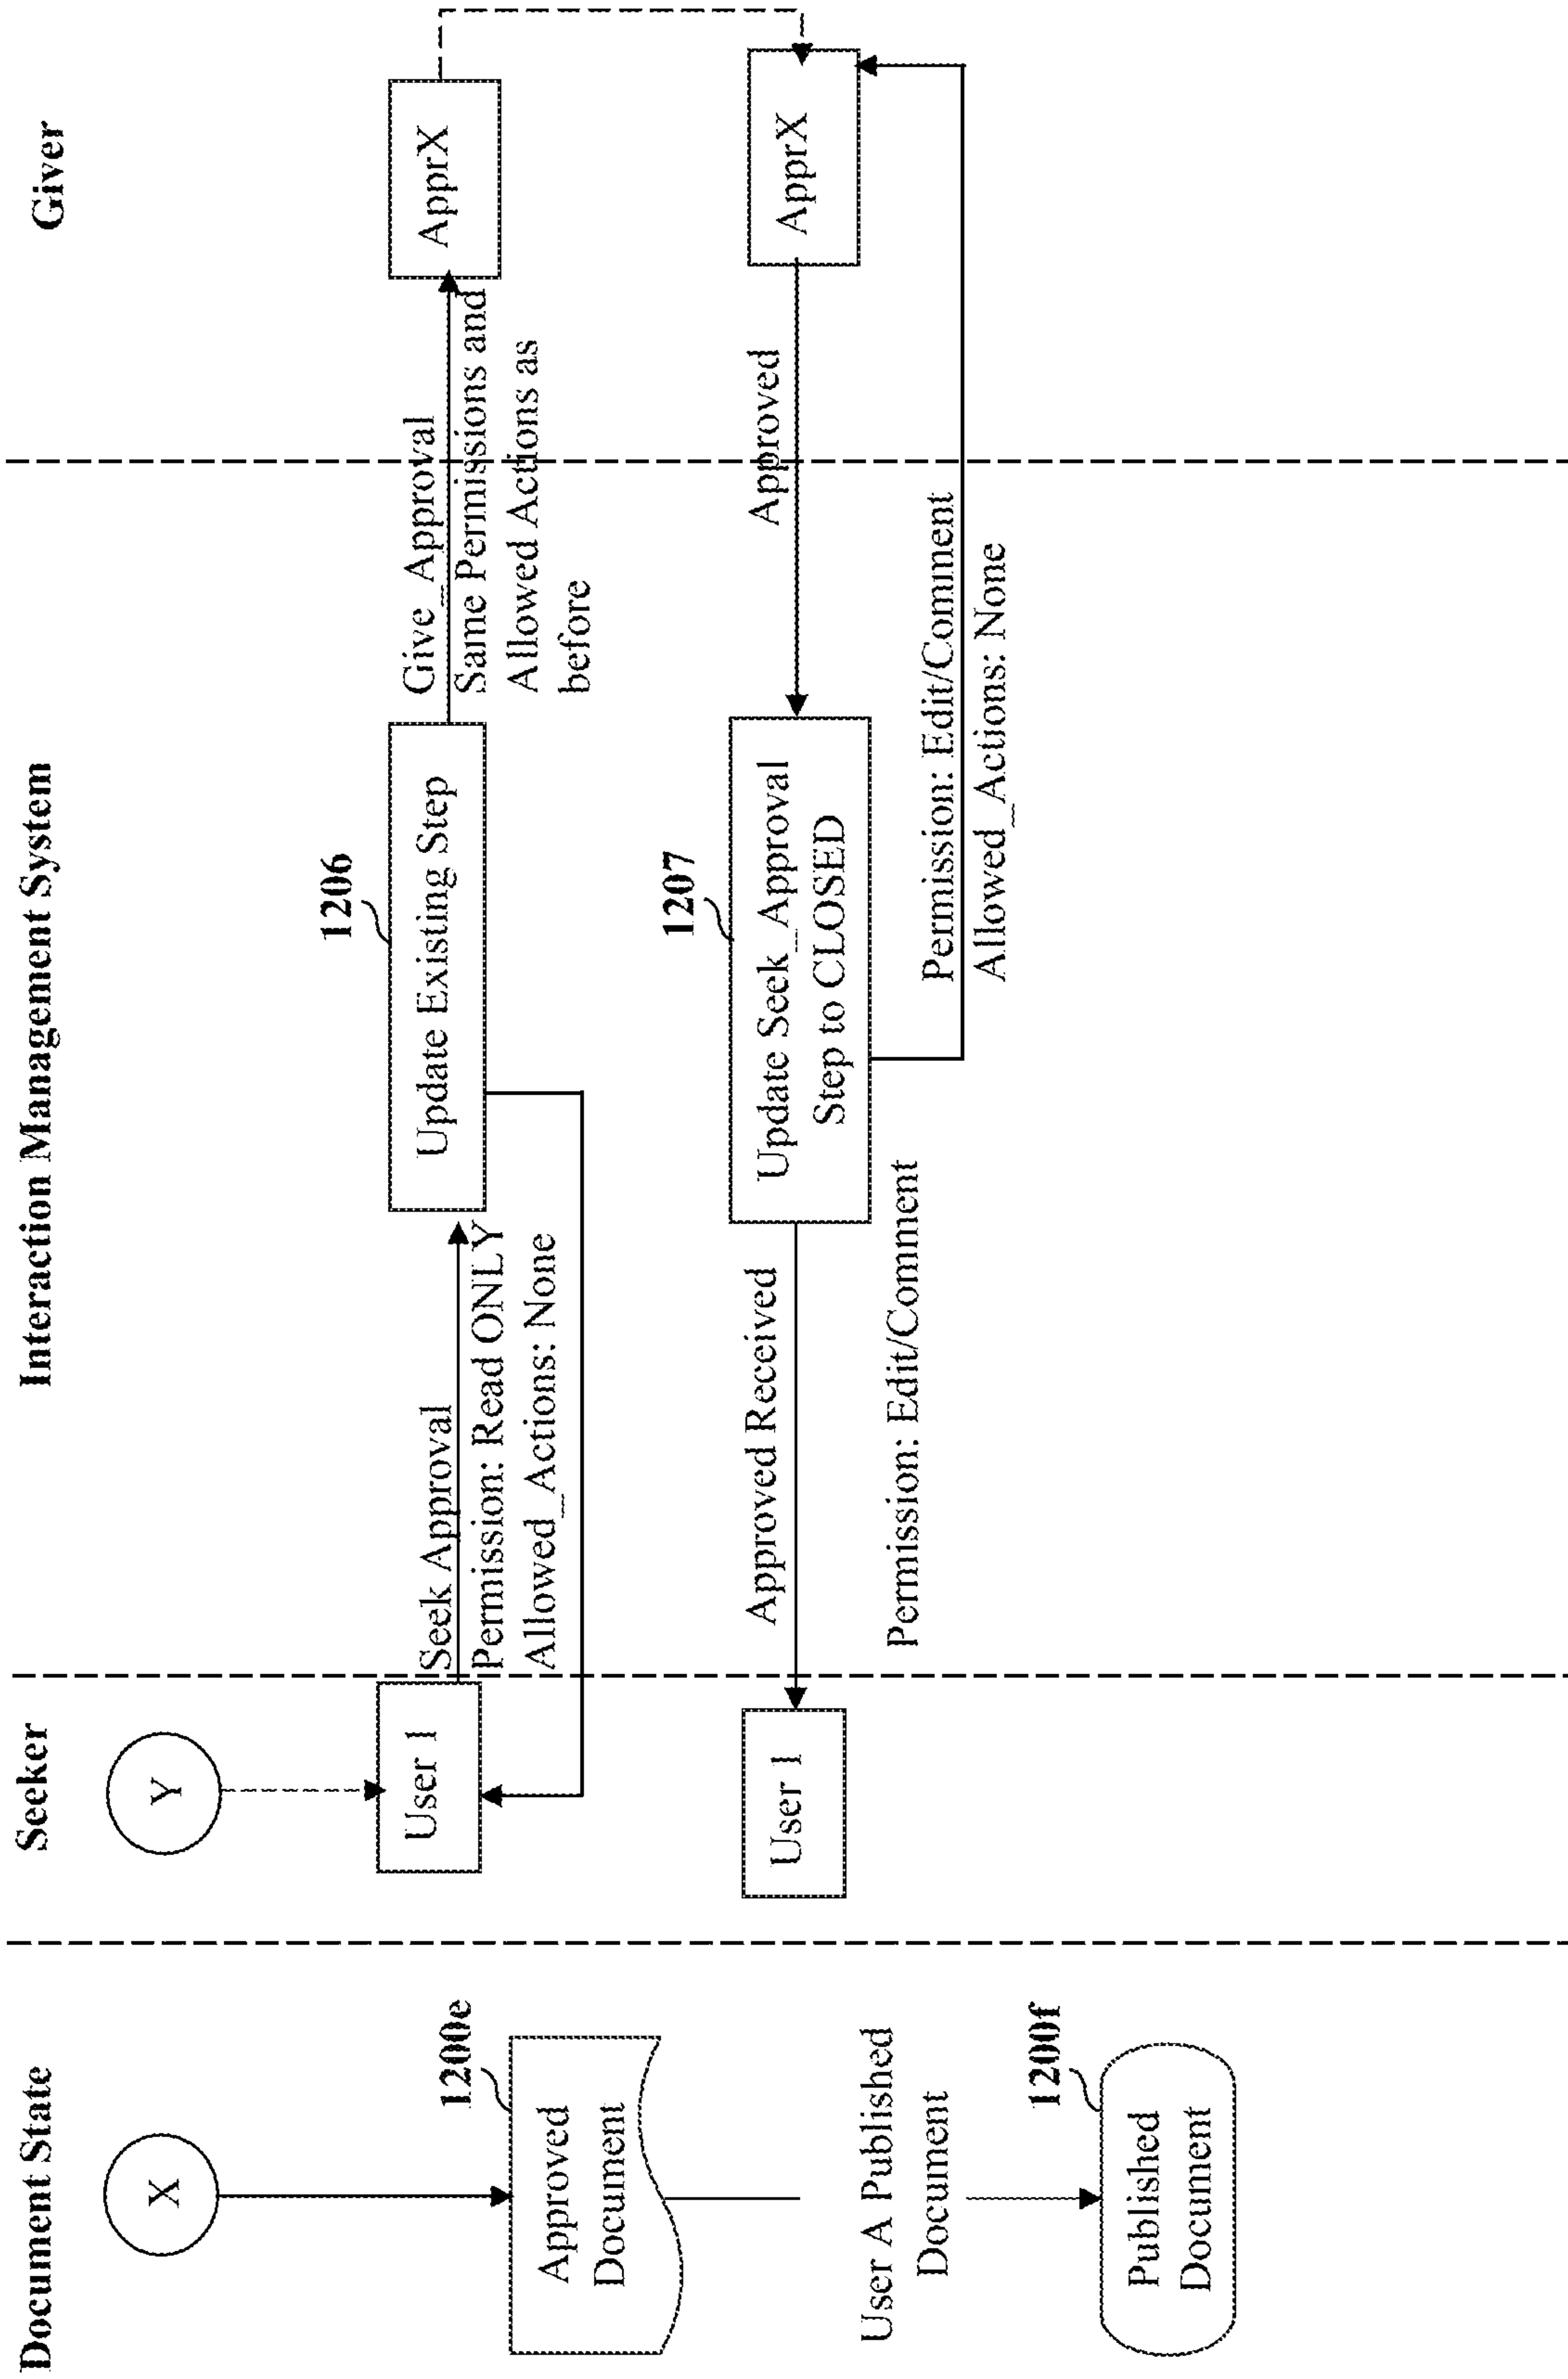 Document State
Seeker
Interaction Management System
Giver
X
Y
1200e
Approved
Document
User A Published
Document
1200f
Published
Document
User 1
Seek Approval
Permission: Read ONLY
Allowed_Actions: None
1206
Update Existing Step
Give_Approval
Same Permissions and
Allowed Actions as
before
ApprX
User 1
Approved Received
Permission: Edit/Comment
1207
Update Seek_Approval
Step to CLOSED
Approved
Permission: Edit/Comment
Allowed_Actions: None
ApprX